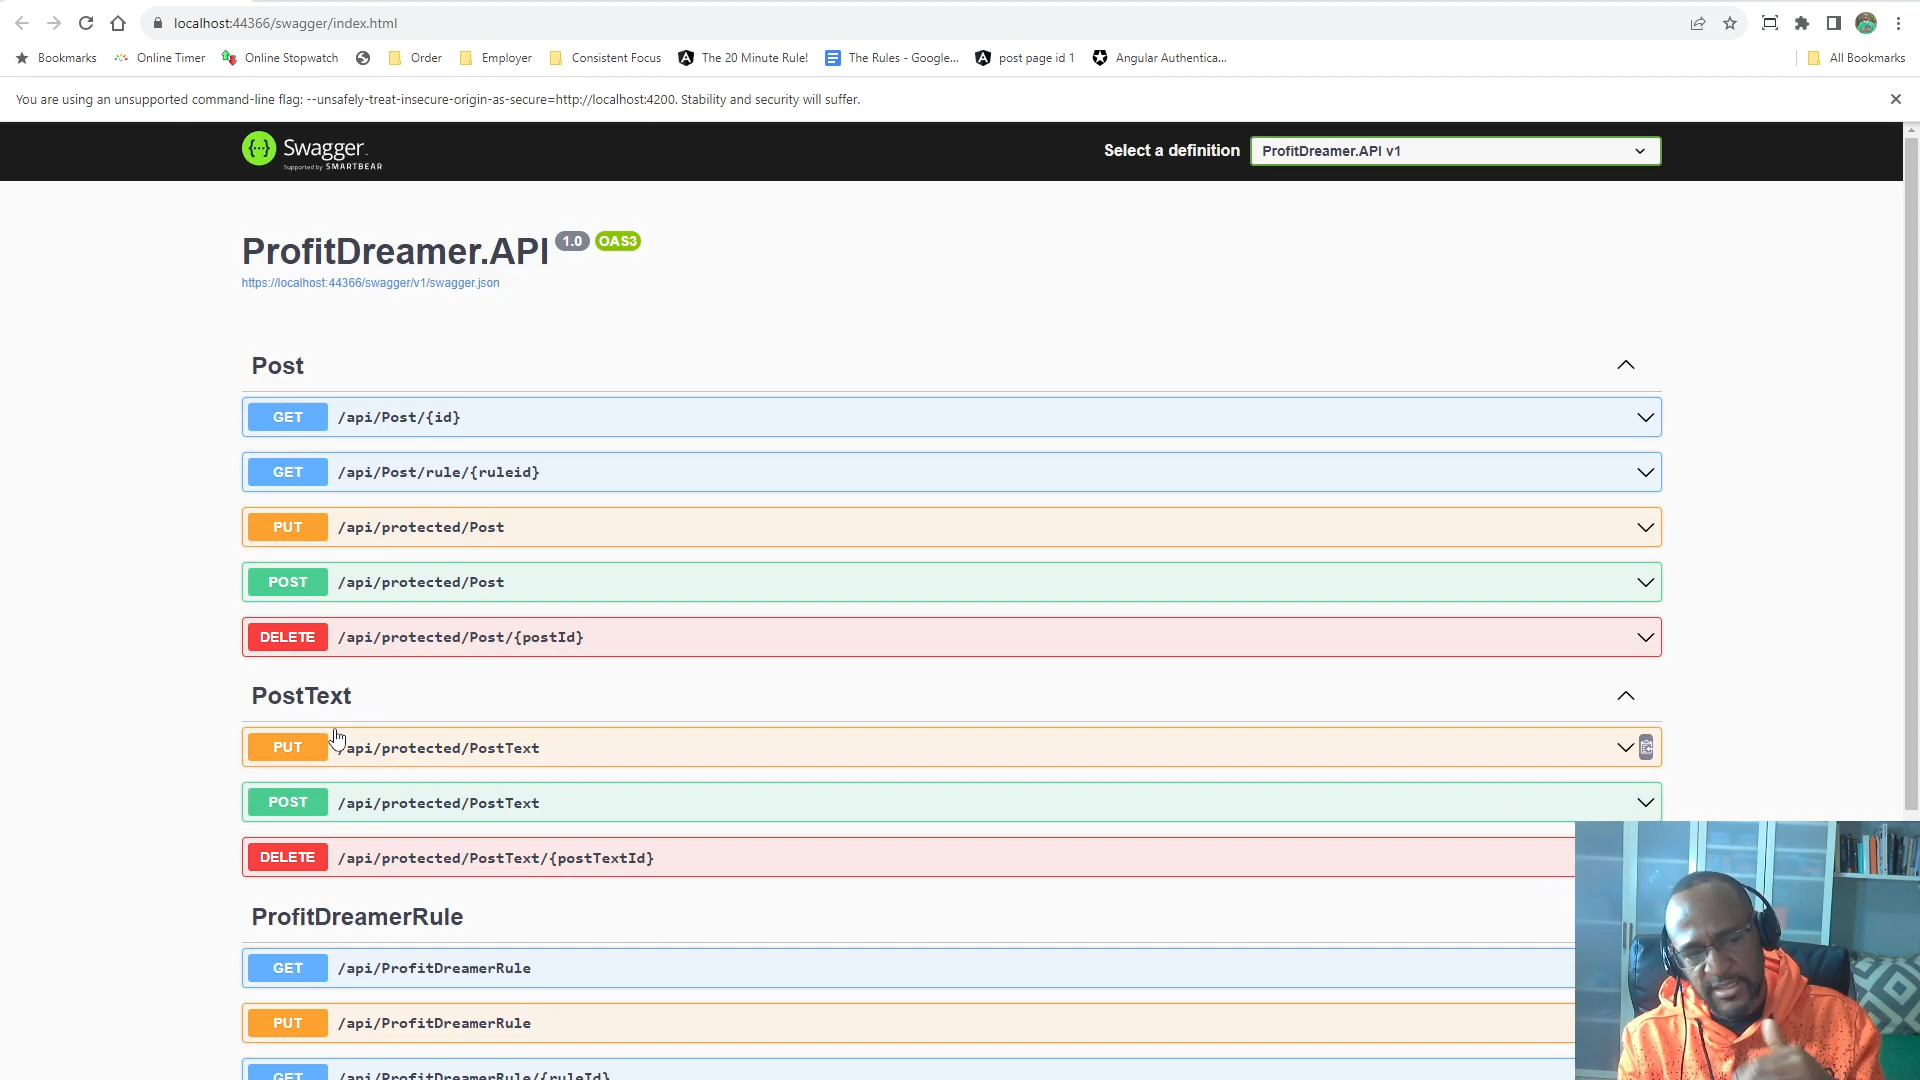 localhost:44366/swagger/index.html
Bookmarks Online Timer Online Stopwatch Order Employer Consistent Focus The 20 Minute Rule! The Rules - Google... post page id 1 Angular Authentica... All Bookmarks
You are using an unsupported command-line flag: --unsafely-treat-insecure-origin-as-secure=http://localhost:4200. Stability and security will suffer.
Swagger.
Supported by SMARTBEAR
Select a definition ProfitDreamer.API v1
ProfitDreamer.API 1.0 OAS3
https://localhost:44366/swagger/v1/swagger.json
Post
GET /api/Post/{id}
GET /api/Post/rule/{ruleid}
PUT /api/protected/Post
POST /api/protected/Post
DELETE /api/protected/Post/{postId}
PostText
PUT /api/protected/PostText
POST /api/protected/PostText
DELETE /api/protected/PostText/{postTextId}
ProfitDreamerRule
GET /api/ProfitDreamerRule
PUT /api/ProfitDreamerRule
GET /api/ProfitDreamerRule/{ruleId}